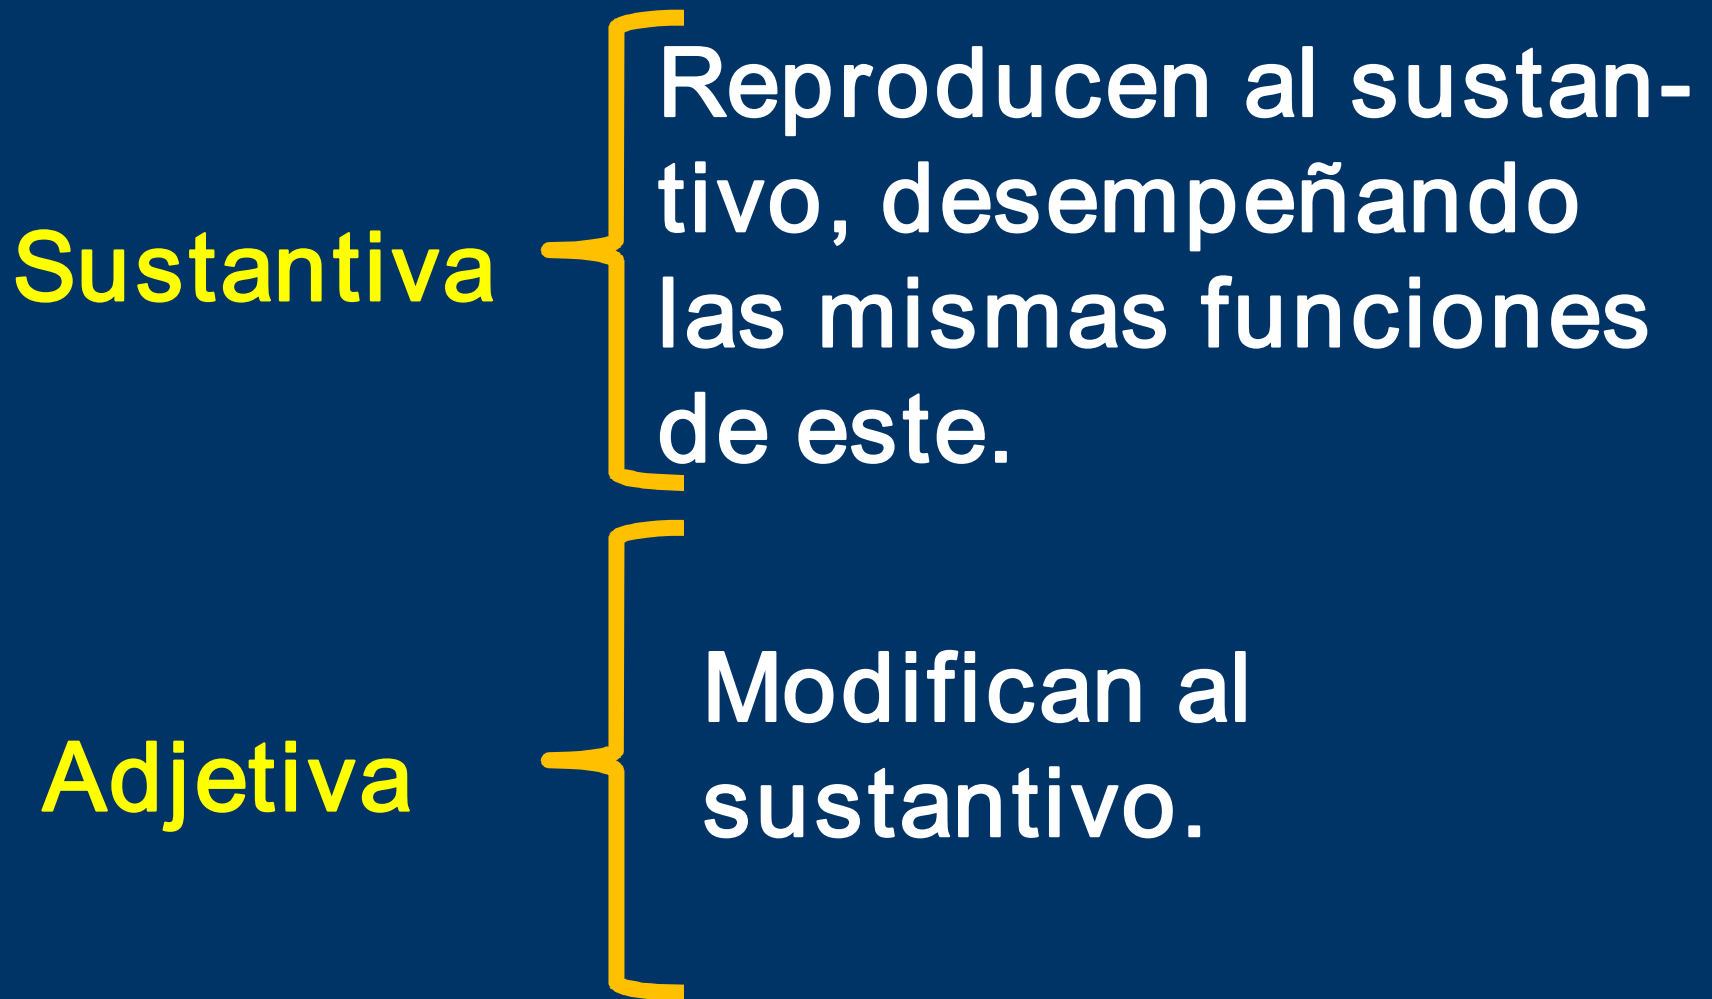 Sustantiva
Reproducen al sustan-
tivo, desempeñando
las mismas funciones
de este.
Adjetiva
Modifican al
sustantivo.